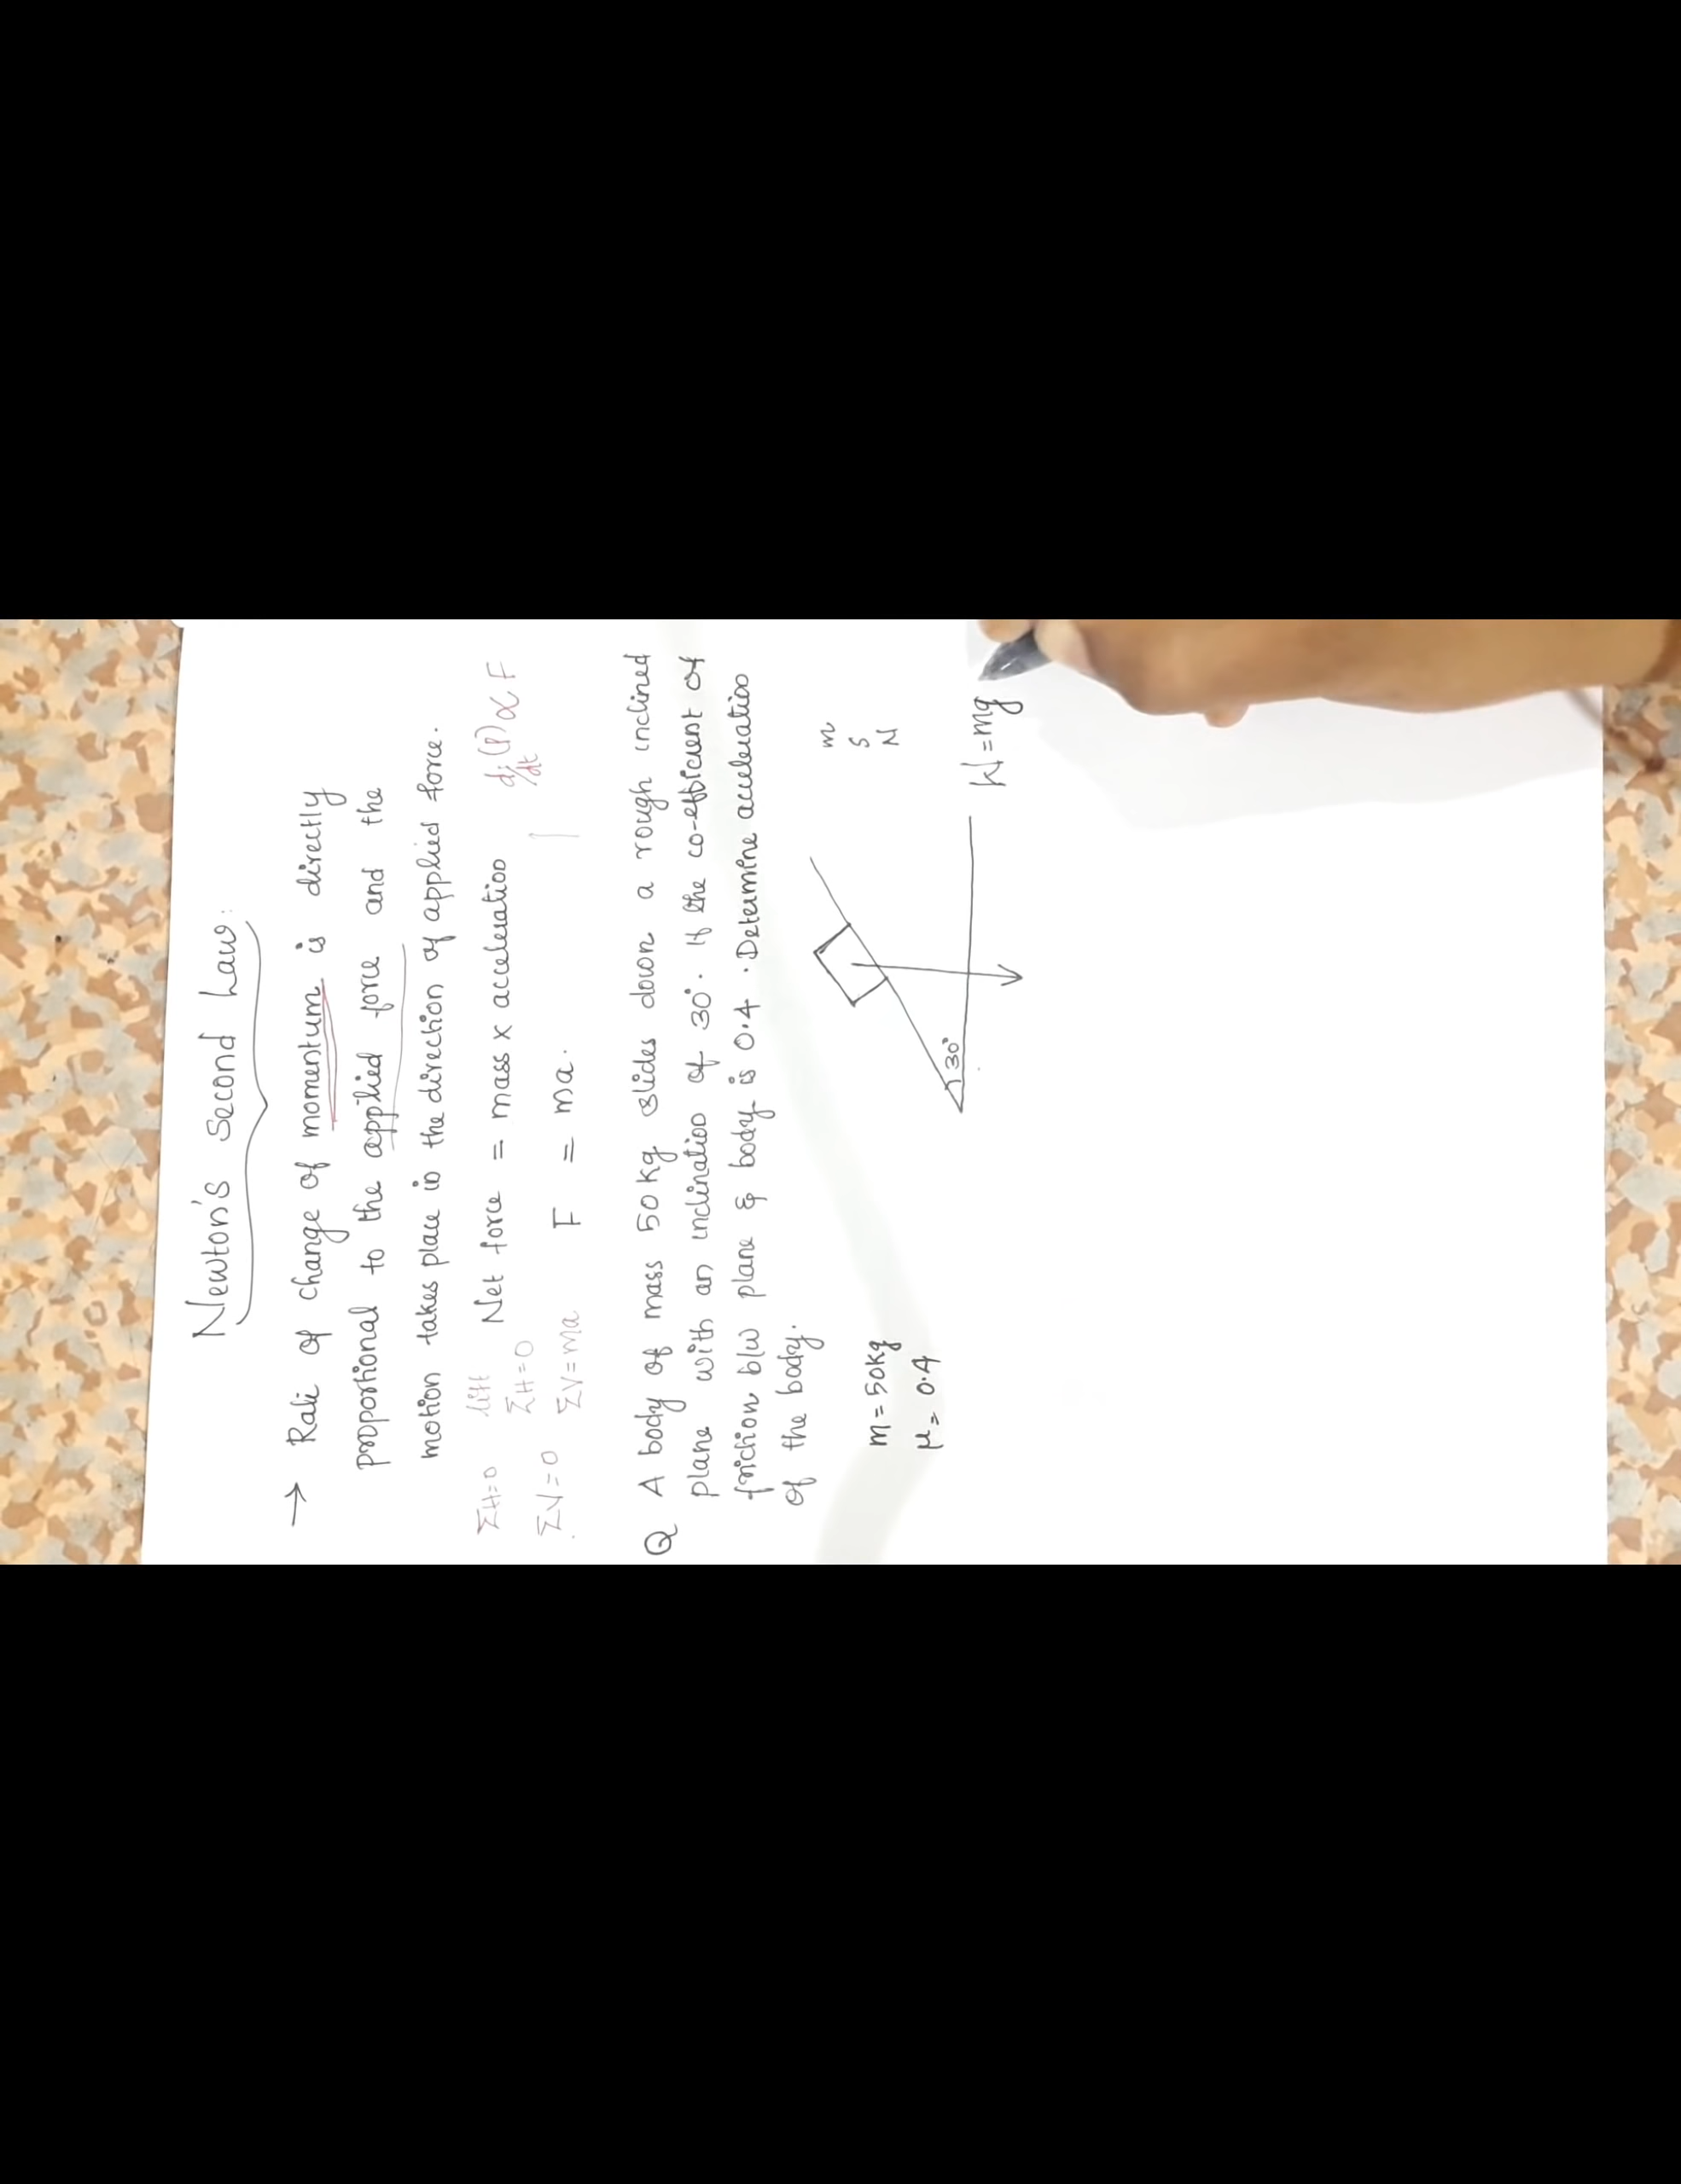 Newton's Second Law:
→ Rate of change of momentum is directly
proportional to the applied force and the
motion takes place in the direction of applied force.
ΣH=0 lift Net force = mass x acceleration d/dt (P) ∝ F
ΣH=0
ΣV=0 ΣV=ma F = ma.
Q A body of mass 50kg slides down a rough inclined
plane with an inclination of 30°. If the co-efficient of
friction b/w plane & body is 0.4. Determine acceleration
of the body.
m = 50kg
μ = 0.4
30°
m
S
N
W = mg